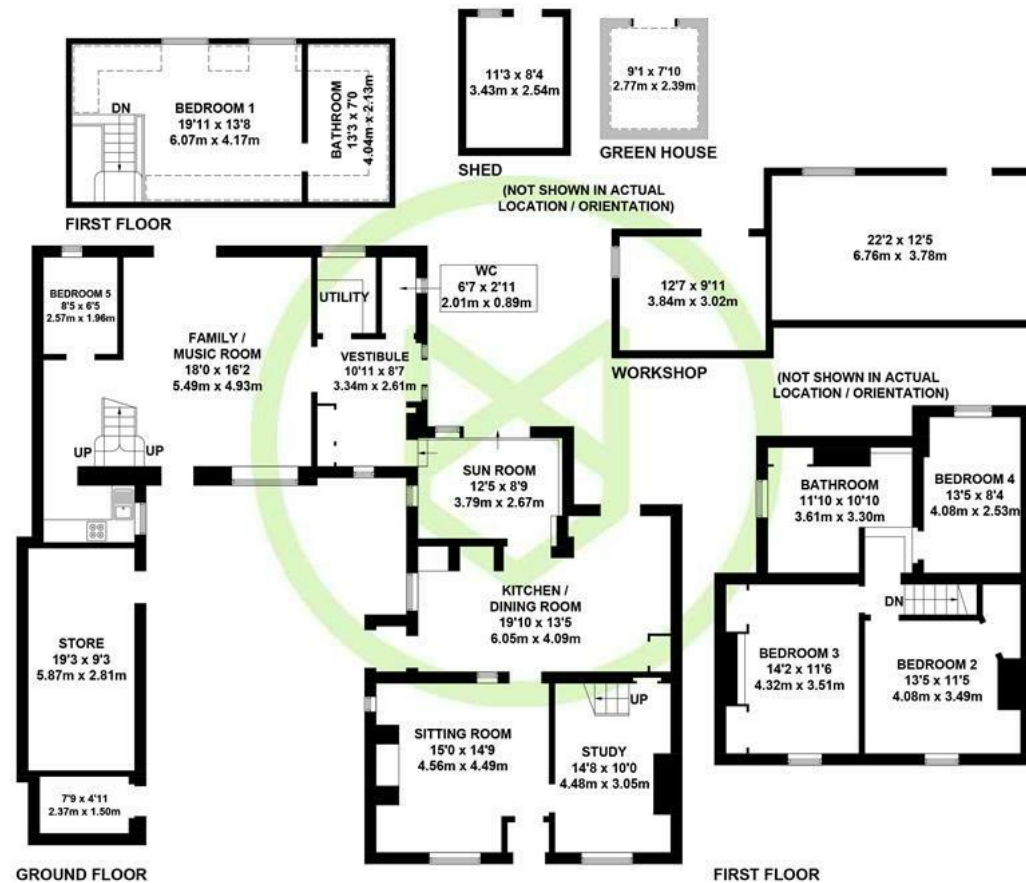 DN
BEDROOM 1
19'11 x 13'8
6.07m x 4.17m
BATHROOM
13'3 x 7'0
4.04m x 2.13m
FIRST FLOOR
11'3 x 8'4
3.43m x 2.54m
SHED
9'1 x 7'10
2.77m x 2.39m
GREEN HOUSE
(NOT SHOWN IN ACTUAL
LOCATION / ORIENTATION)
22'2 x 12'5
6.76m x 3.78m
12'7 x 9'11
3.84m x 3.02m
WORKSHOP
(NOT SHOWN IN ACTUAL
LOCATION / ORIENTATION)
BEDROOM 5
8'5 x 6'5
2.57m x 1.96m
FAMILY /
MUSIC ROOM
18'0 x 16'2
5.49m x 4.93m
UTILITY
WC
6'7 x 2'11
2.01m x 0.89m
VESTIBULE
10'11 x 8'7
3.34m x 2.61m
UP
UP
SUN ROOM
12'5 x 8'9
3.79m x 2.67m
KITCHEN /
DINING ROOM
19'10 x 13'5
6.05m x 4.09m
STORE
19'3 x 9'3
5.87m x 2.81m
7'9 x 4'11
2.37m x 1.50m
SITTING ROOM
15'0 x 14'9
4.56m x 4.49m
UP
STUDY
14'8 x 10'0
4.48m x 3.05m
GROUND FLOOR
BATHROOM
11'10 x 10'10
3.61m x 3.30m
BEDROOM 4
13'5 x 8'4
4.08m x 2.53m
DN
BEDROOM 3
14'2 x 11'6
4.32m x 3.51m
BEDROOM 2
13'5 x 11'5
4.08m x 3.49m
FIRST FLOOR